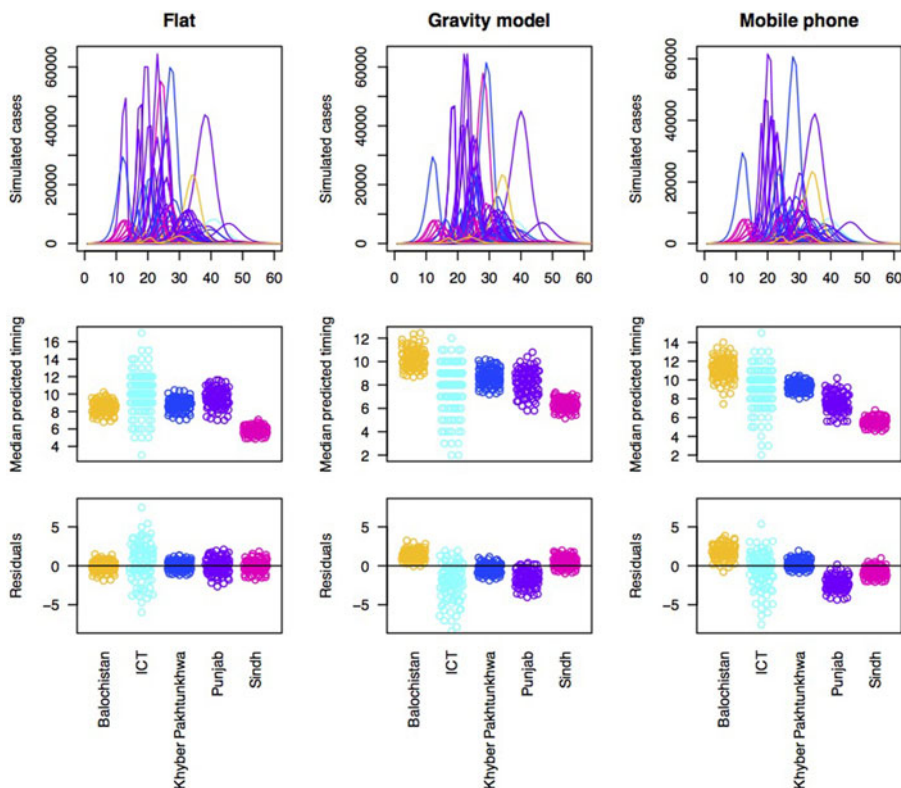 Flat
Gravity model
Mobile phone
Simulated cases
60000
40000
20000
0
0 10 20 30 40 50 60
Simulated cases
60000
40000
20000
0
0 10 20 30 40 50 60
Simulated cases
60000
40000
20000
0
0 10 20 30 40 50 60
Median predicted timing
16
14
12
10
8
6
4
Median predicted timing
12
10
8
6
4
2
Median predicted timing
14
12
10
8
6
4
2
Residuals
5
0
−5
Balochistan
ICT
Khyber Pakhtunkhwa
Punjab
Sindh
Residuals
5
0
−5
Balochistan
ICT
Khyber Pakhtunkhwa
Punjab
Sindh
Residuals
5
0
−5
Balochistan
ICT
Khyber Pakhtunkhwa
Punjab
Sindh